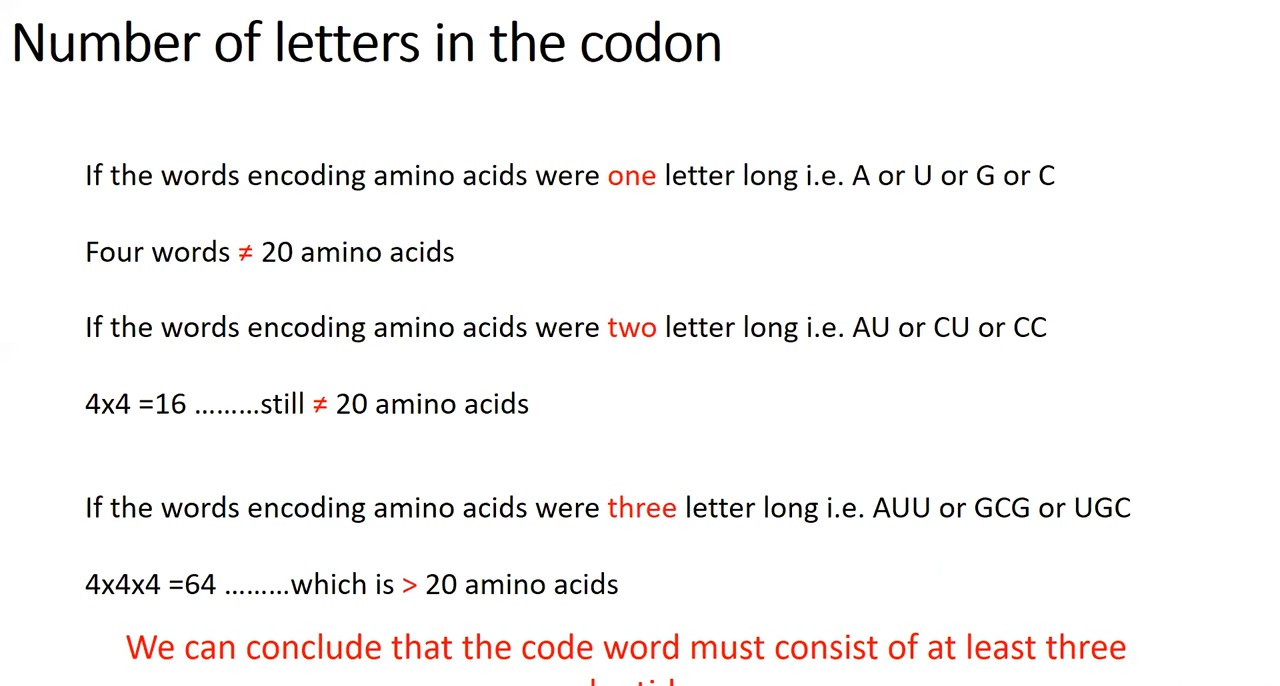 Number of letters in the codon
If the words encoding amino acids were one letter long i.e. A or U or G or C
Four words ≠ 20 amino acids
If the words encoding amino acids were two letter long i.e. AU or CU or CC
4x4 =16 .........still ≠ 20 amino acids
If the words encoding amino acids were three letter long i.e. AUU or GCG or UGC
4x4x4 =64 .........which is > 20 amino acids
We can conclude that the code word must consist of at least three